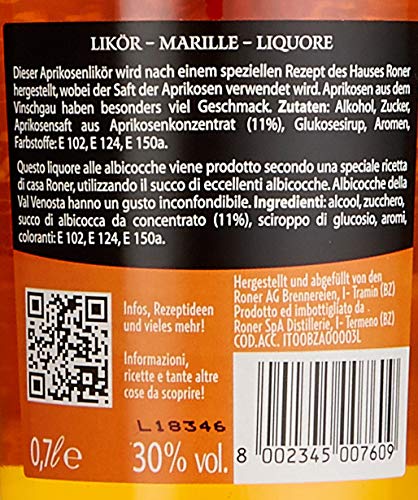 LIKÖR – MARILLE – LIQUORE
Dieser Aprikosenlikör wird nach einem speziellen Rezept des Hauses Roner
hergestellt, wobei der Saft der Aprikosen verwendet wird. Aprikosen aus dem
Vinschgau haben besonders viel Geschmack. Zutaten: Alkohol, Zucker,
Aprikosensaft aus Aprikosenkonzentrat (11%), Glukosesirup, Aromen,
Farbstoffe: E 102, E 124, E 150a.
Questo liquore alle albicocche viene prodotto secondo una speciale ricetta
di casa Roner, utilizzando il succo di eccellenti albicocche. Albicocche della
Val Venosta hanno un gusto inconfondibile. Ingredienti: alcool, zucchero,
succo di albicocca da concentrato (11%), sciroppo di glucosio, aromi,
coloranti: E 102, E 124, E 150a.
Infos, Rezeptideen
und vieles mehr!
Informazioni,
ricette e tante altre
cose da scoprire!
L18346
0,7l e
30% vol.
Hergestellt und abgefüllt von den
Roner AG Brennereien, I- Tramin (BZ)
Prodotto ed imbottigliato da
Roner SpA Distillerie, I- Termeno (BZ)
COD.ACC. IT00BZA00003L
8 002345 007609